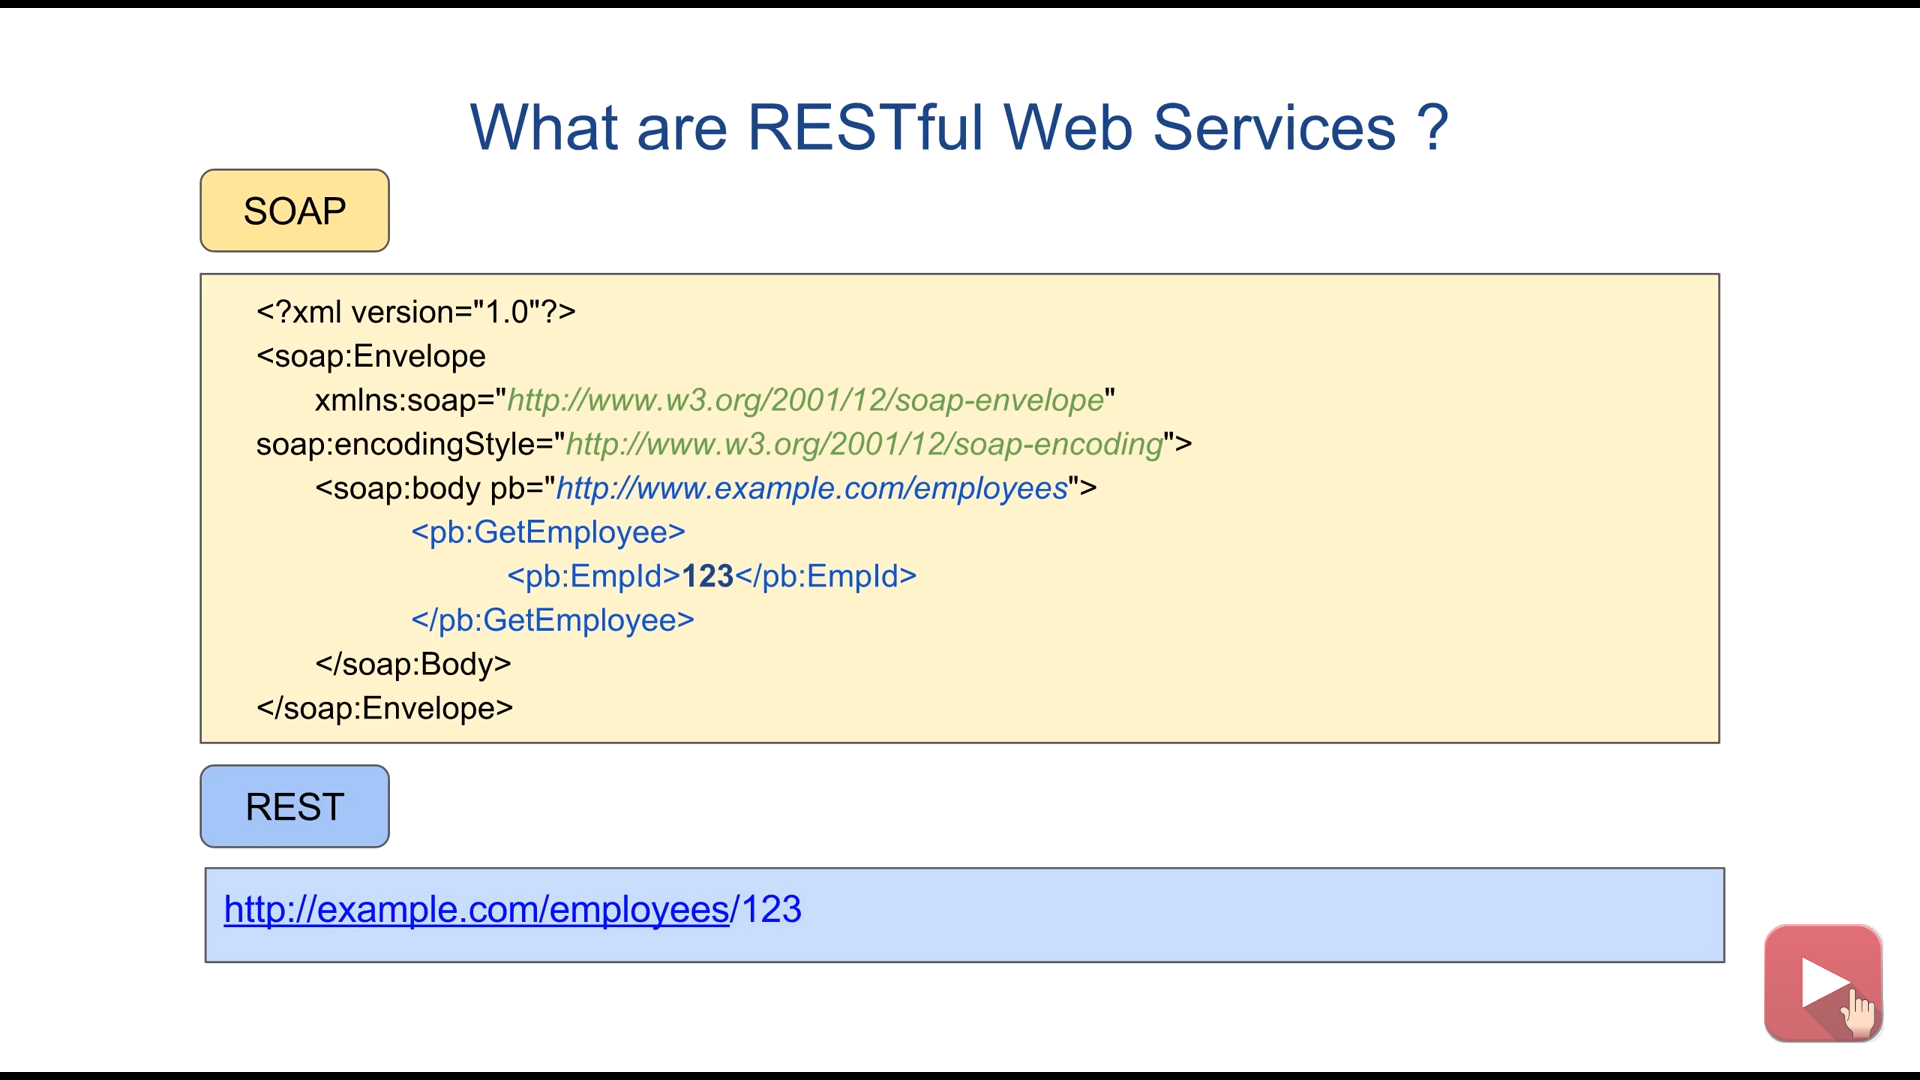 What are RESTful Web Services ?
SOAP
<?xml version="1.0"?>
<soap:Envelope
xmlns:soap="http://www.w3.org/2001/12/soap-envelope"
soap:encodingStyle="http://www.w3.org/2001/12/soap-encoding">
<soap:body pb="http://www.example.com/employees">
<pb:GetEmployee>
<pb:EmpId>123</pb:EmpId>
</pb:GetEmployee>
</soap:Body>
</soap:Envelope>
REST
http://example.com/employees/123